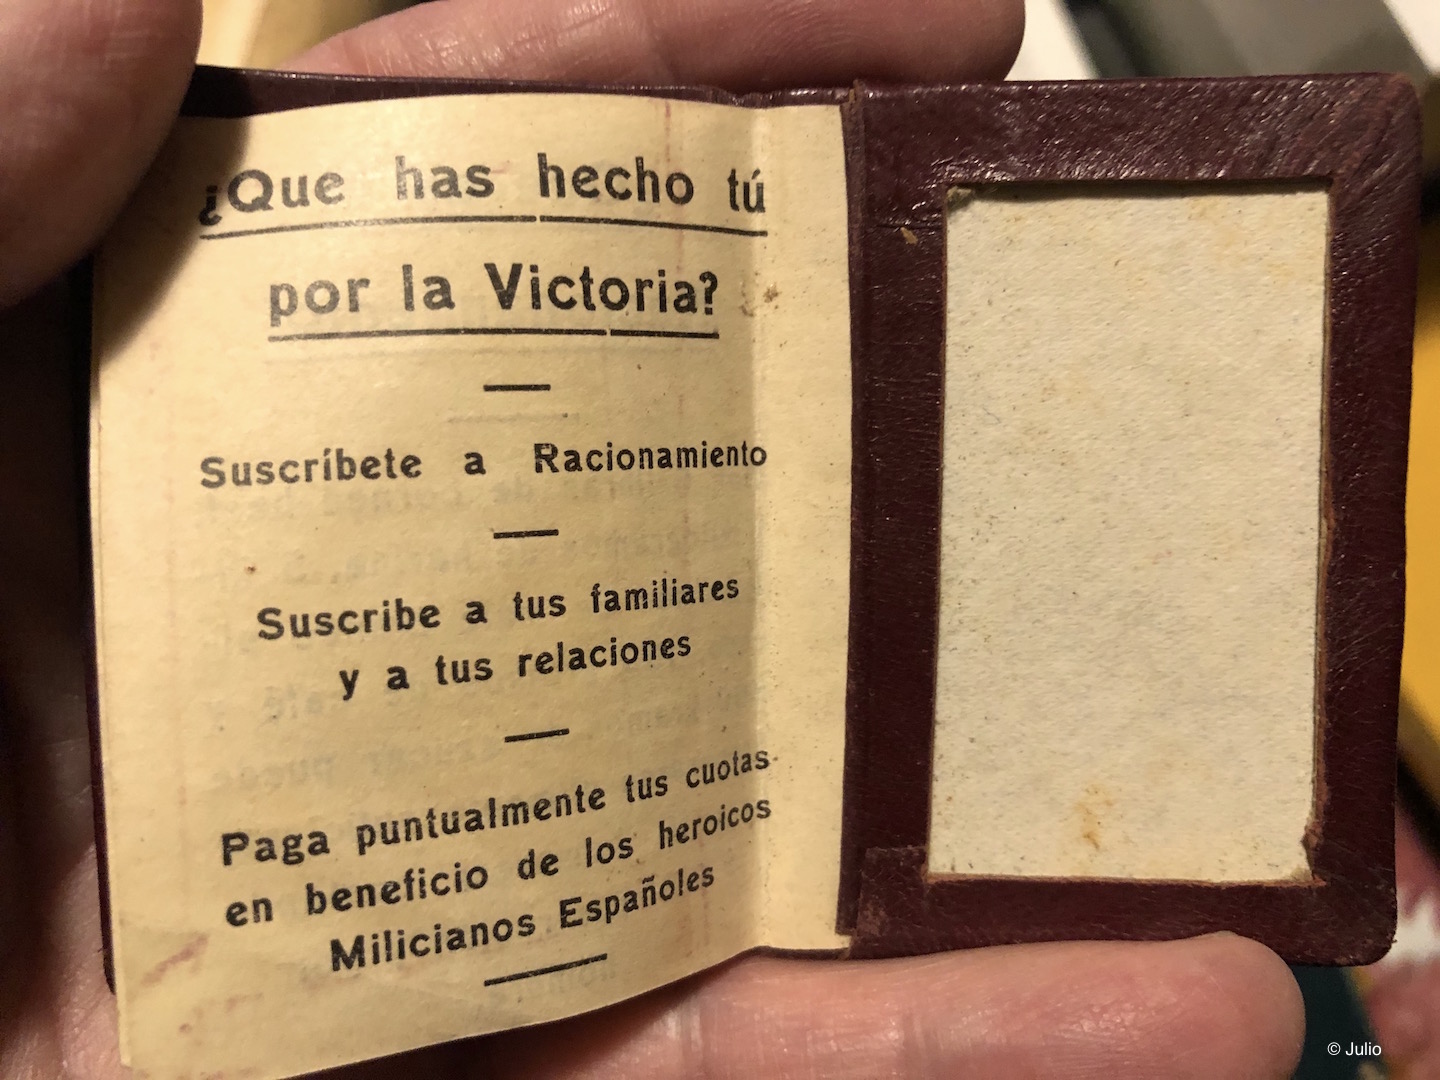 ¿Que has hecho tú
por la Victoria?
Suscríbete a Racionamiento
Suscribe a tus familiares
y a tus relaciones
Paga puntualmente tus cuotas
en beneficio de los heroicos
Milicianos Españoles
© Julio